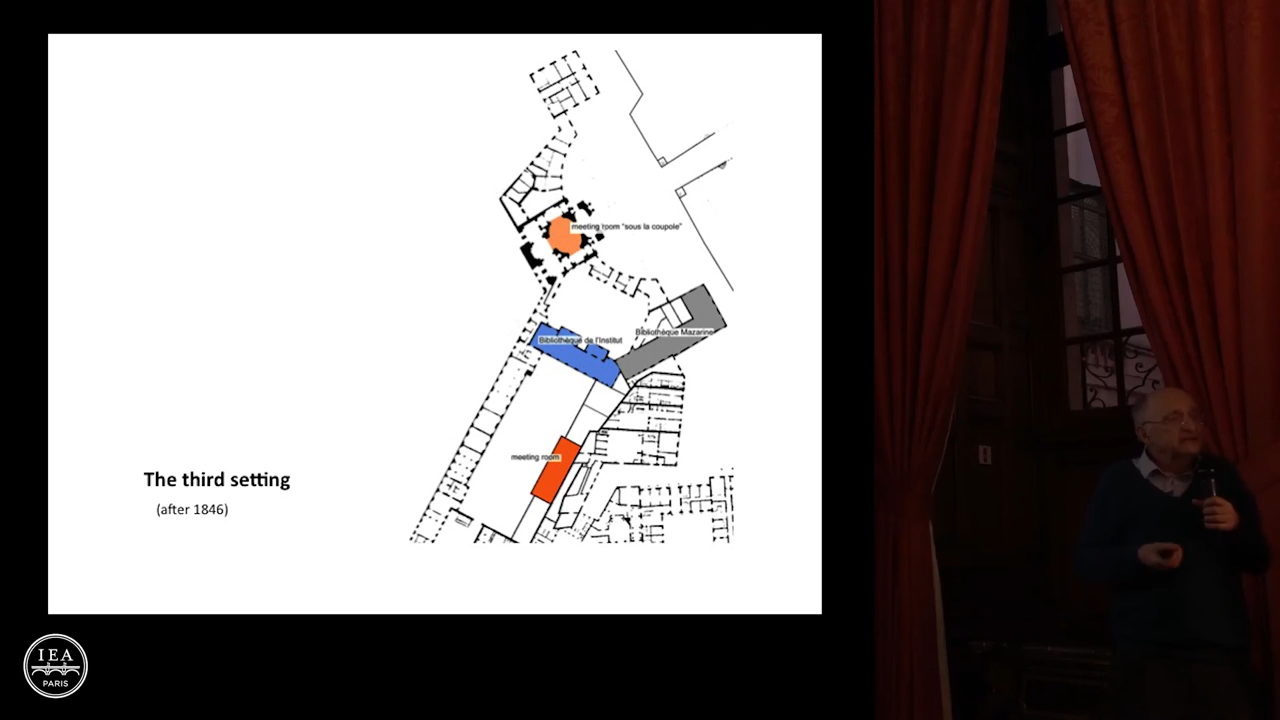 meeting room "sous la coupole"
Bibliothèque Mazarine
Bibliothèque de l'Institut
meeting room
The third setting
(after 1846)
IEA
PARIS